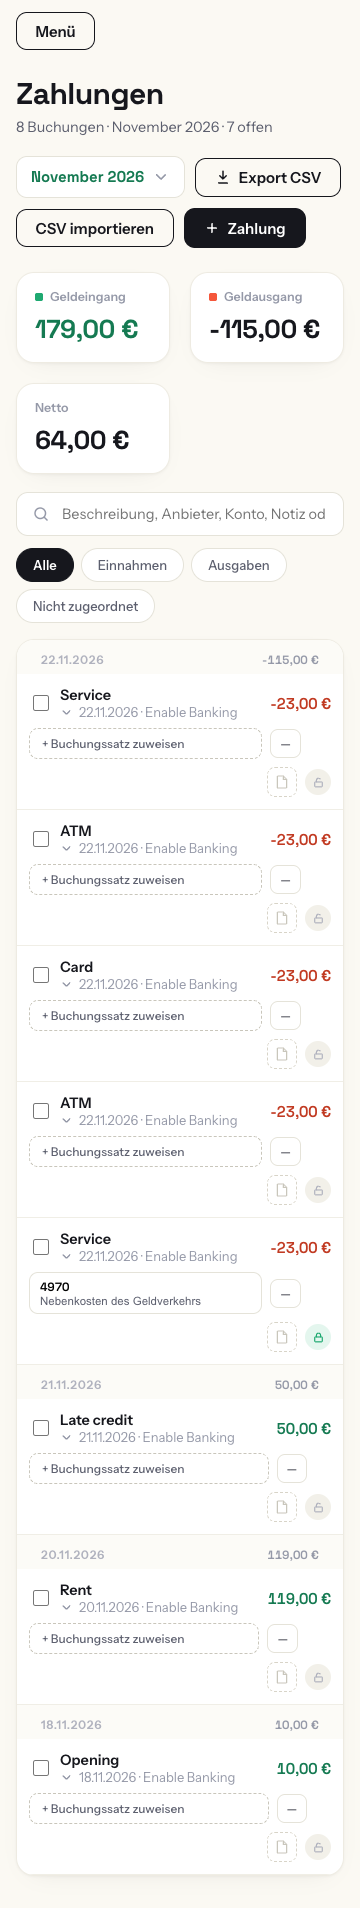 Menü
Zahlungen
8 Buchungen · November 2026 · 7 offen
November 2026
Export CSV
CSV importieren
+ Zahlung
Geldeingang
179,00 €
Geldausgang
-115,00 €
Netto
64,00 €
Beschreibung, Anbieter, Konto, Notiz od
Alle
Einnahmen
Ausgaben
Nicht zugeordnet
22.11.2026 -115,00 €
Service
-23,00 €
22.11.2026 · Enable Banking
+ Buchungssatz zuweisen –
ATM
-23,00 €
22.11.2026 · Enable Banking
+ Buchungssatz zuweisen –
Card
-23,00 €
22.11.2026 · Enable Banking
+ Buchungssatz zuweisen –
ATM
-23,00 €
22.11.2026 · Enable Banking
+ Buchungssatz zuweisen –
Service
-23,00 €
22.11.2026 · Enable Banking
4970
Nebenkosten des Geldverkehrs –
21.11.2026 50,00 €
Late credit
50,00 €
21.11.2026 · Enable Banking
+ Buchungssatz zuweisen –
20.11.2026 119,00 €
Rent
119,00 €
20.11.2026 · Enable Banking
+ Buchungssatz zuweisen –
18.11.2026 10,00 €
Opening
10,00 €
18.11.2026 · Enable Banking
+ Buchungssatz zuweisen –